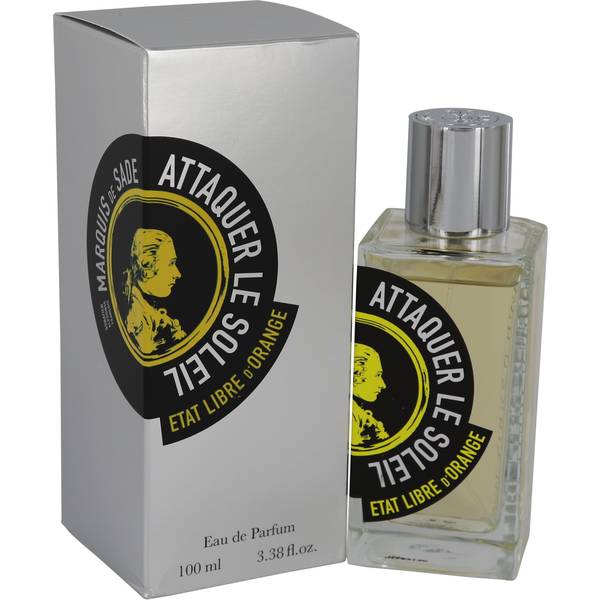 MARQUIS DE SADE
ATTAQUER LE SOLEIL
ETAT LIBRE D'ORANGE
Eau de Parfum
100 ml 3.38 fl.oz.
ATTAQUER LE SOLEIL
ETAT LIBRE D'ORANGE